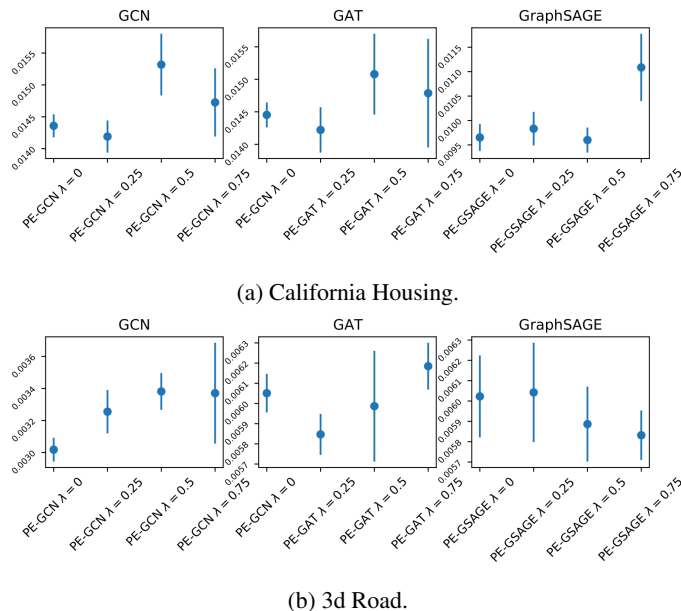 GCN GAT GraphSAGE
0.0155 0.0155 0.0115
0.0150 0.0150 0.0110
0.0145 0.0145 0.0105
0.0140 0.0140 0.0100
0.0095
PE-GCN λ = 0 PE-GCN λ = 0.25 PE-GCN λ = 0.5 PE-GCN λ = 0.75 PE-GCN λ = 0 PE-GAT λ = 0.25 PE-GAT λ = 0.5 PE-GAT λ = 0.75 PE-GSAGE λ = 0 PE-GSAGE λ = 0.25 PE-GSAGE λ = 0.5 PE-GSAGE λ = 0.75
(a) California Housing.
GCN GAT GraphSAGE
0.0036 0.0063 0.0063
0.0034 0.0062 0.0062
0.0032 0.0061 0.0061
0.0030 0.0060 0.0060
0.0059 0.0059
0.0058 0.0058
0.0057 0.0057
PE-GCN λ = 0 PE-GCN λ = 0.25 PE-GCN λ = 0.5 PE-GCN λ = 0.75 PE-GCN λ = 0 PE-GAT λ = 0.25 PE-GAT λ = 0.5 PE-GAT λ = 0.75 PE-GSAGE λ = 0 PE-GSAGE λ = 0.25 PE-GSAGE λ = 0.5 PE-GSAGE λ = 0.75
(b) 3d Road.